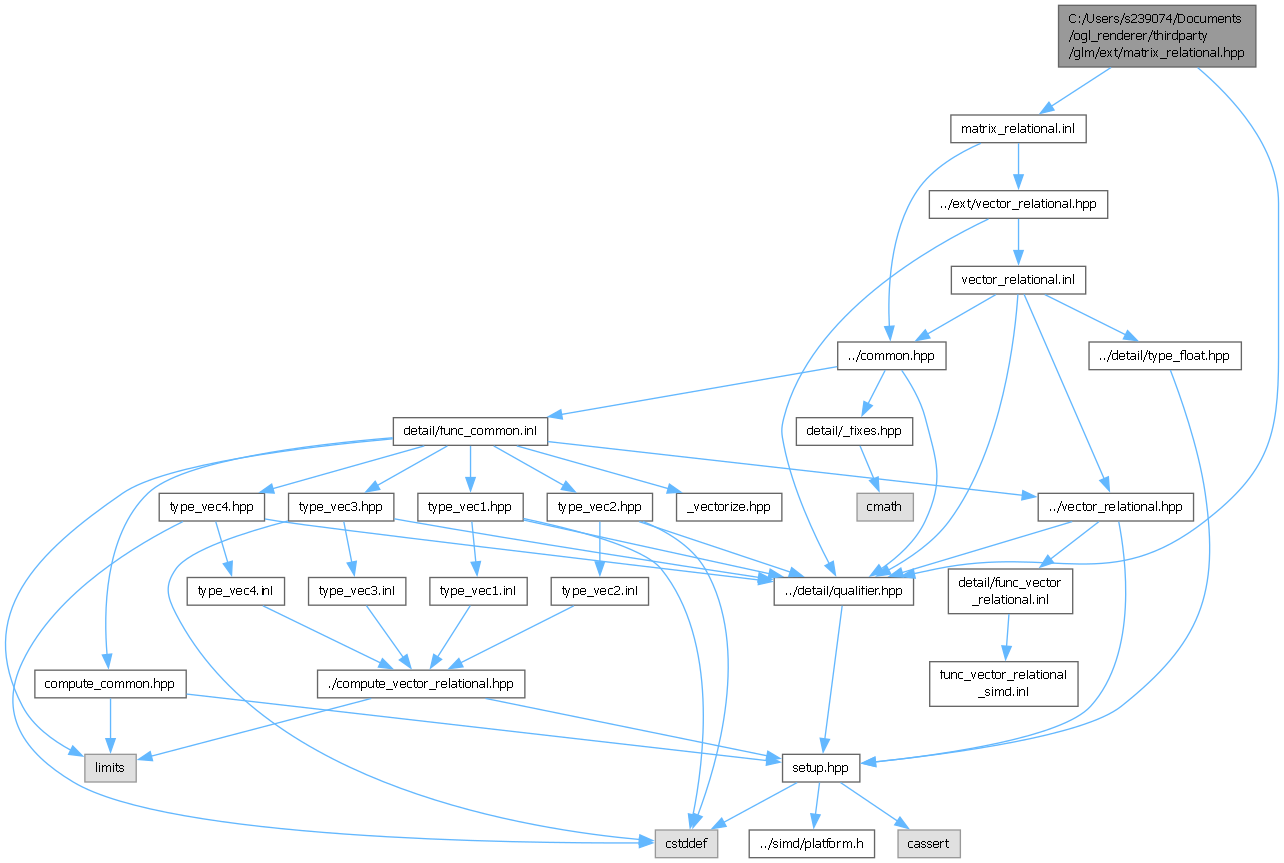 C:/Users/s239074/Documents
/ogl_renderer/thirdparty
/glm/ext/matrix_relational.hpp
matrix_relational.inl
../ext/vector_relational.hpp
vector_relational.inl
../common.hpp
../detail/type_float.hpp
detail/func_common.inl
detail/_fixes.hpp
type_vec4.hpp
type_vec3.hpp
type_vec1.hpp
type_vec2.hpp
_vectorize.hpp
cmath
../vector_relational.hpp
type_vec4.inl
type_vec3.inl
type_vec1.inl
type_vec2.inl
../detail/qualifier.hpp
detail/func_vector
_relational.inl
compute_common.hpp
./compute_vector_relational.hpp
func_vector_relational
_simd.inl
limits
setup.hpp
cstddef
../simd/platform.h
cassert